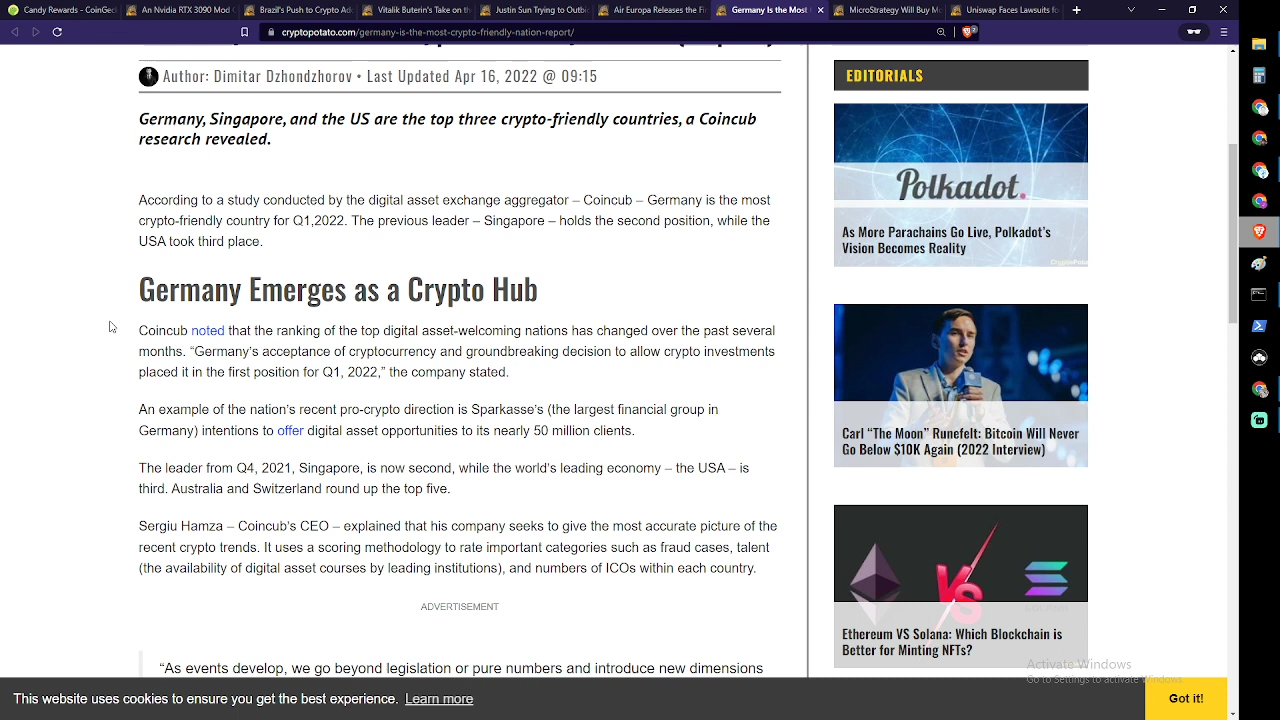 Candy Rewards - CoinGec
An Nvidia RTX 3090 Mod
Brazil's Push to Crypto Ad
Vitalik Buterin's Take on th
Justin Sun Trying to Outbi
Air Europa Releases the Fi
Germany Is the Most
MicroStrategy Will Buy M
Uniswap Faces Lawsuits fo
cryptopotato.com/germany-is-the-most-crypto-friendly-nation-report/
Author: Dimitar Dzhondzhorov • Last Updated Apr 16, 2022 @ 09:15
Germany, Singapore, and the US are the top three crypto-friendly countries, a Coincub
research revealed.
According to a study conducted by the digital asset exchange aggregator – Coincub – Germany is the most
crypto-friendly country for Q1,2022. The previous leader – Singapore – holds the second position, while the
USA took third place.
Germany Emerges as a Crypto Hub
Coincub noted that the ranking of the top digital asset-welcoming nations has changed over the past several
months. “Germany’s acceptance of cryptocurrency and groundbreaking decision to allow crypto investments
placed it in the first position for Q1, 2022,” the company stated.
An example of the nation’s recent pro-crypto direction is Sparkasse’s (the largest financial group in
Germany) intentions to offer digital asset opportunities to its nearly 50 million clients.
The leader from Q4, 2021, Singapore, is now second, while the world’s leading economy – the USA – is
third. Australia and Switzerland round up the top five.
Sergiu Hamza – Coincub’s CEO – explained that his company seeks to give the most accurate picture of the
recent crypto trends. It uses a scoring methodology to rate important categories such as fraud cases, talent
(the availability of digital asset courses by leading institutions), and numbers of ICOs within each country.
ADVERTISEMENT
“As events develop, we go beyond legislation or pure numbers and introduce new dimensions
EDITORIALS
Polkadot.
As More Parachains Go Live, Polkadot’s
Vision Becomes Reality
Carl “The Moon” Runefelt: Bitcoin Will Never
Go Below $10K Again (2022 Interview)
VS
Ethereum VS Solana: Which Blockchain is
Better for Minting NFTs?
Activate Windows
Go to Settings to activate Windows.
This website uses cookies to ensure you get the best experience. Learn more
Got it!